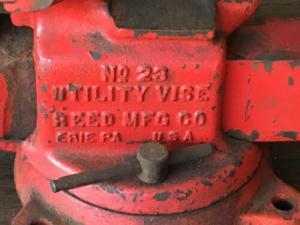 No 23
UTILITY VISE
REED MFG CO
ERIE PA U.S.A